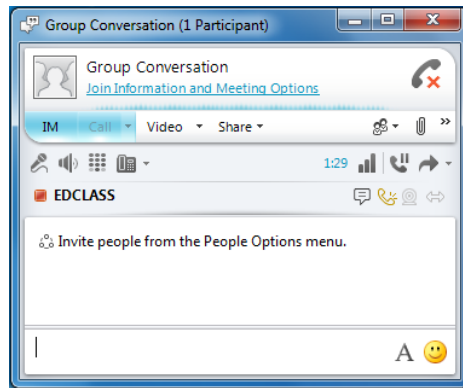 Group Conversation (1 Participant)
Group Conversation
Join Information and Meeting Options
IM Call Video Share
1:29
EDCLASS
Invite people from the People Options menu.
A